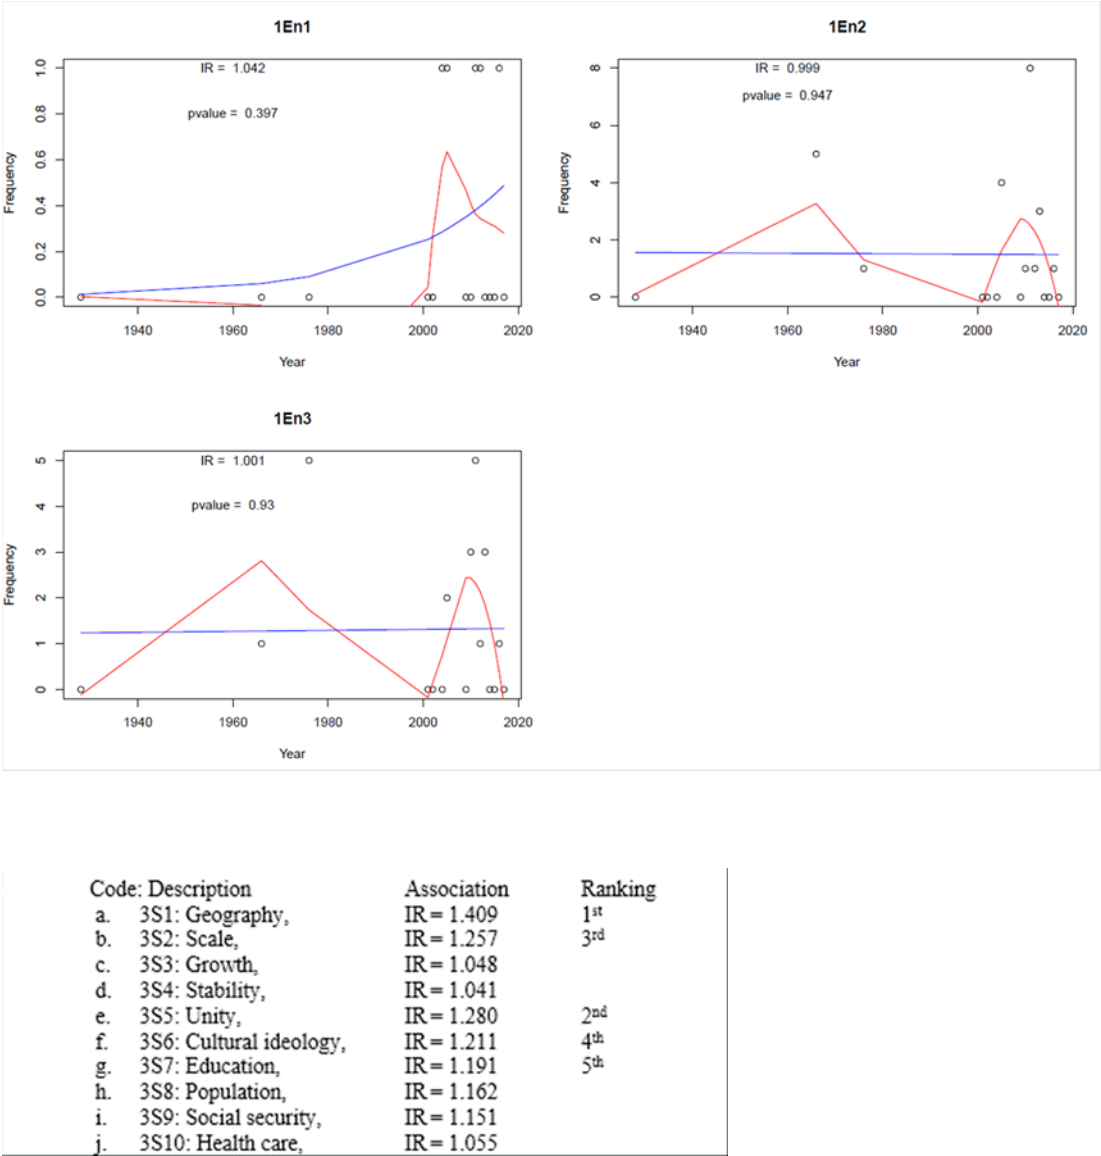 1En1
IR = 1.042
pvalue = 0.397
Frequency
0.0 0.2 0.4 0.6 0.8 1.0
1940 1960 1980 2000 2020
Year
1En2
IR = 0.999
pvalue = 0.947
Frequency
0 2 4 6 8
1940 1960 1980 2000 2020
Year
1En3
IR = 1.001
pvalue = 0.93
Frequency
0 1 2 3 4 5
1940 1960 1980 2000 2020
Year
Code: Description Association Ranking
a. 3S1: Geography, IR = 1.409 1st
b. 3S2: Scale, IR = 1.257 3rd
c. 3S3: Growth, IR = 1.048
d. 3S4: Stability, IR = 1.041
e. 3S5: Unity, IR = 1.280 2nd
f. 3S6: Cultural ideology, IR = 1.211 4th
g. 3S7: Education, IR = 1.191 5th
h. 3S8: Population, IR = 1.162
i. 3S9: Social security, IR = 1.151
j. 3S10: Health care, IR = 1.055